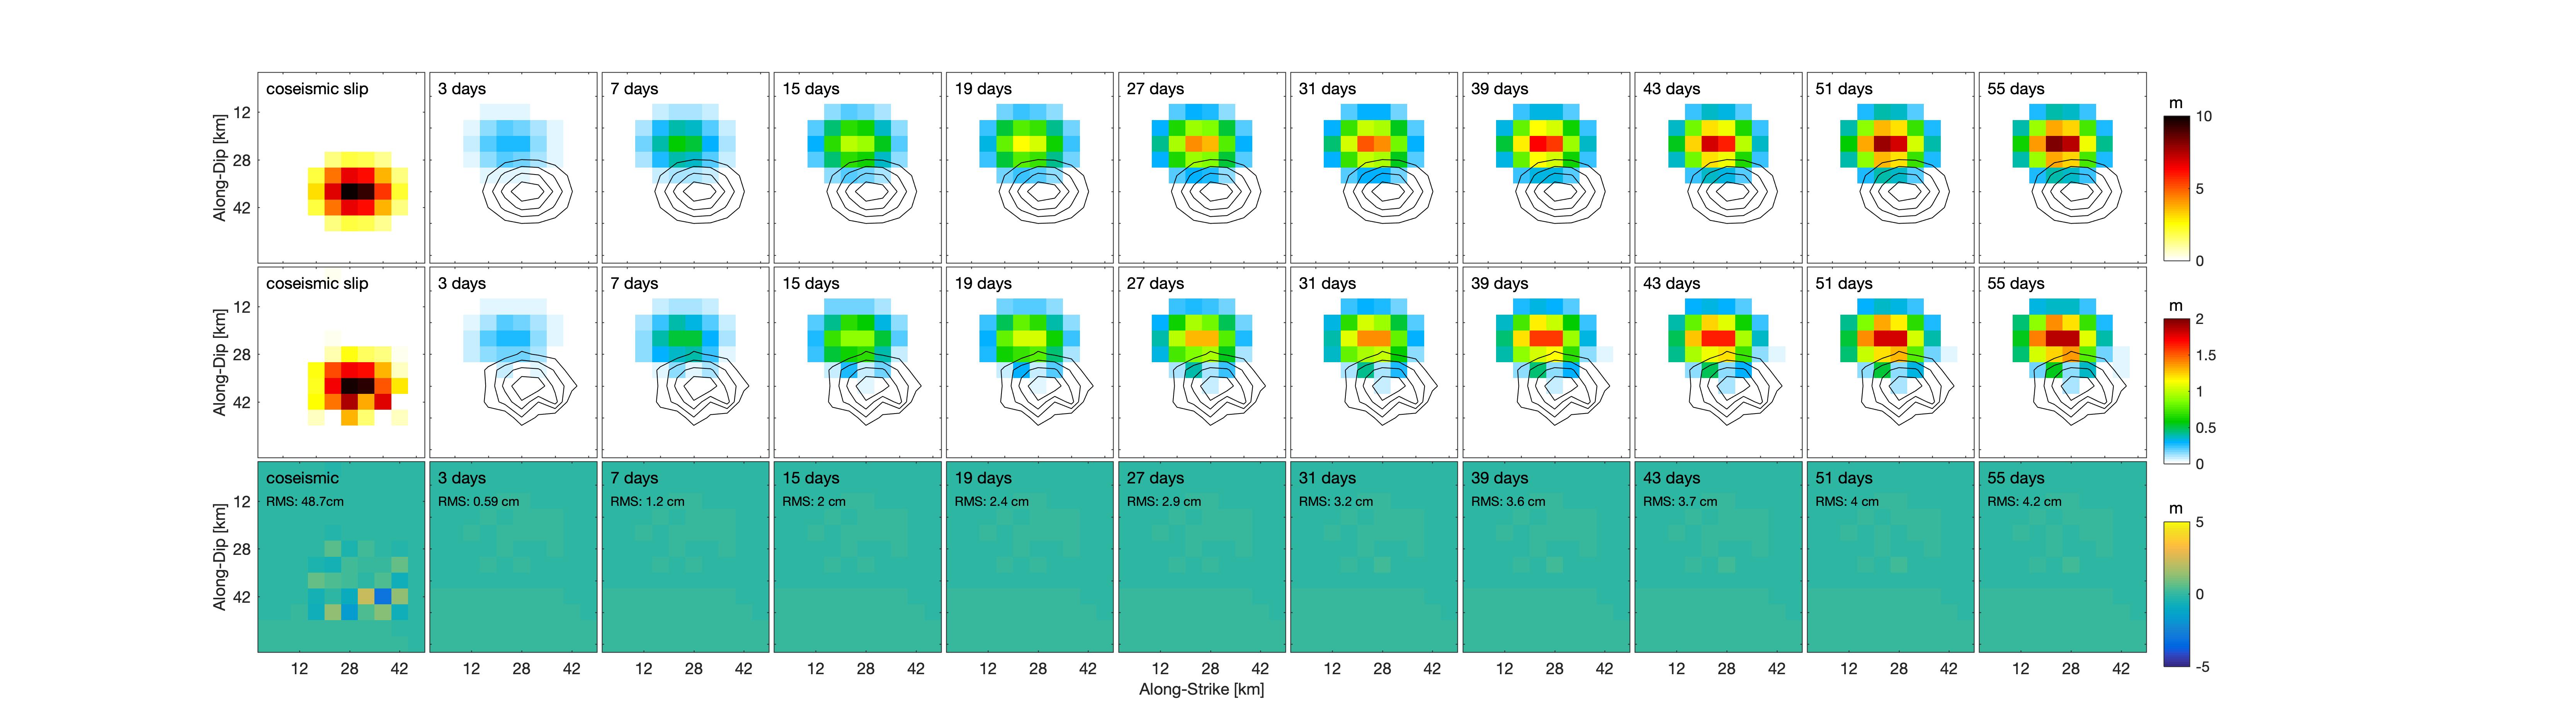 coseismic slip 3 days 7 days 15 days 19 days 27 days 31 days 39 days 43 days 51 days 55 days
Along-Dip [km]
12
28
42
m
10
5
0
coseismic slip 3 days 7 days 15 days 19 days 27 days 31 days 39 days 43 days 51 days 55 days
Along-Dip [km]
12
28
42
m
2
1.5
1
0.5
0
coseismic 3 days 7 days 15 days 19 days 27 days 31 days 39 days 43 days 51 days 55 days
RMS: 48.7cm RMS: 0.59 cm RMS: 1.2 cm RMS: 2 cm RMS: 2.4 cm RMS: 2.9 cm RMS: 3.2 cm RMS: 3.6 cm RMS: 3.7 cm RMS: 4 cm RMS: 4.2 cm
Along-Dip [km]
12
28
42
m
5
0
-5
12 28 42 12 28 42 12 28 42 12 28 42 12 28 42 12 28 42 12 28 42 12 28 42 12 28 42 12 28 42 12 28 42
Along-Strike [km]